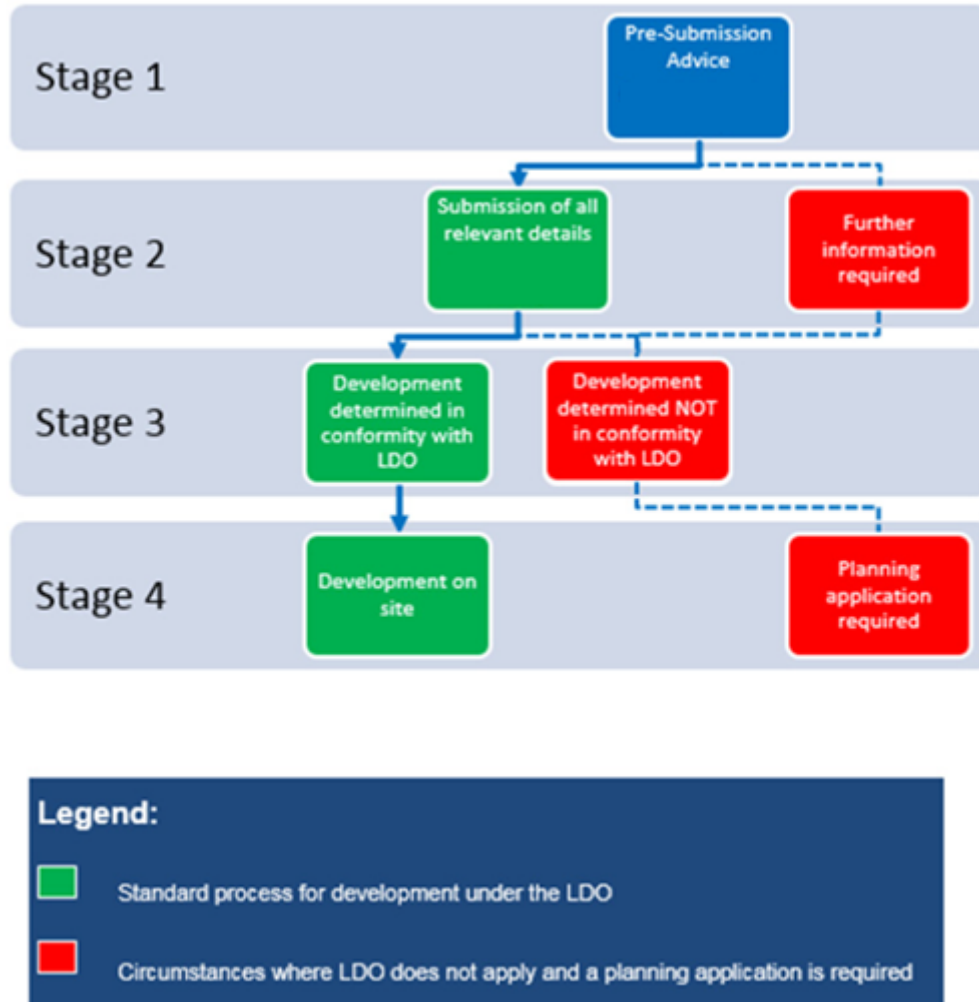 Stage 1
Pre-Submission
Advice
Stage 2
Submission of all
relevant details
Further
information
required
Stage 3
Development
determined in
conformity with
LDO
Development
determined NOT
in conformity
with LDO
Stage 4
Development on
site
Planning
application
required
Legend:
Standard process for development under the LDO
Circumstances where LDO does not apply and a planning application is required